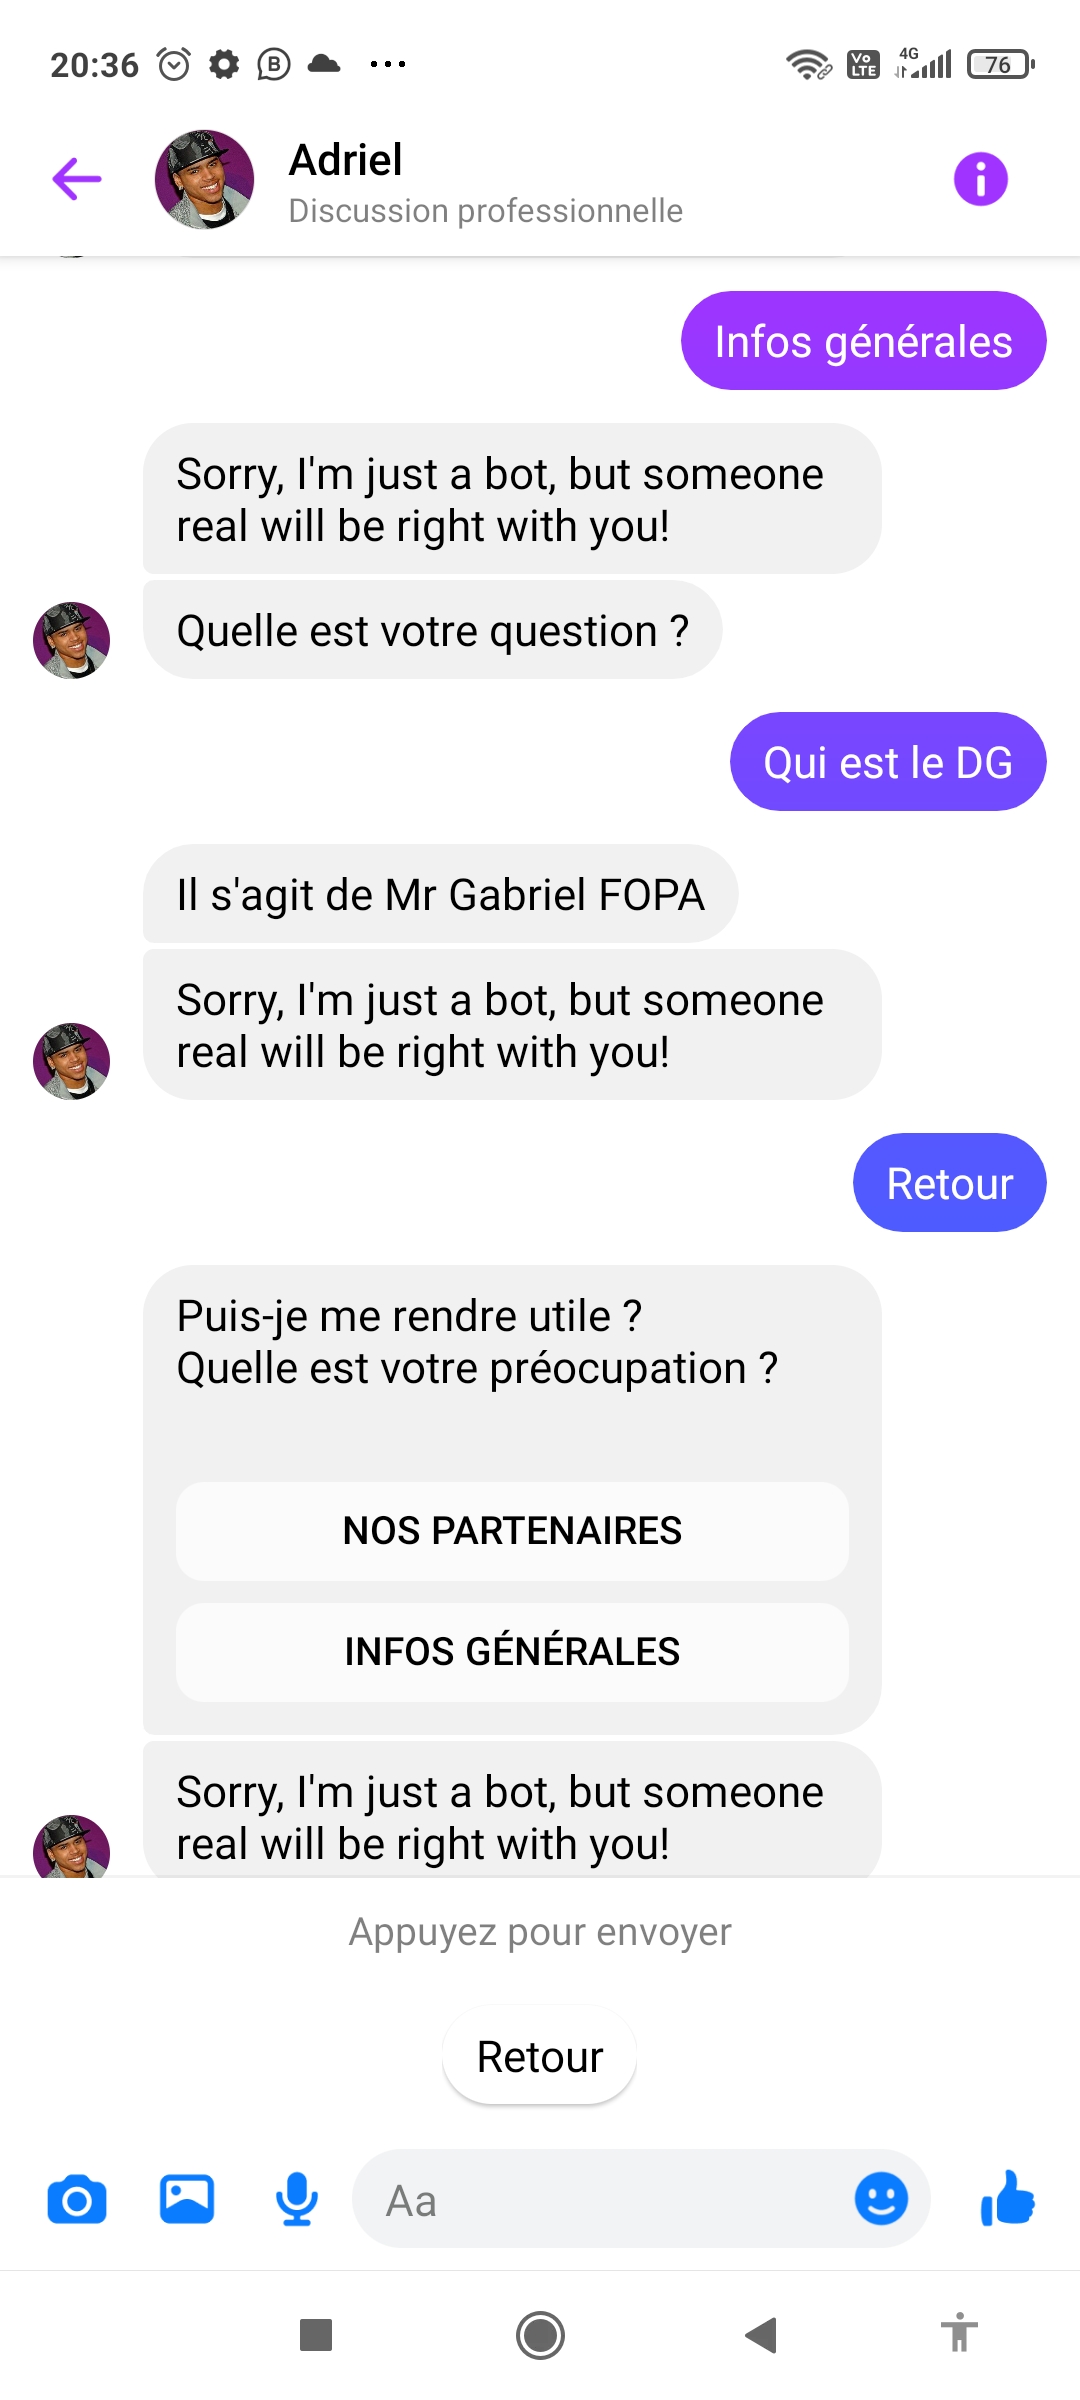 20:36
B
Vo
LTE
4G
76
Adriel
Discussion professionnelle
Infos générales
Sorry, I'm just a bot, but someone
real will be right with you!
Quelle est votre question ?
Qui est le DG
Il s'agit de Mr Gabriel FOPA
Sorry, I'm just a bot, but someone
real will be right with you!
Retour
Puis-je me rendre utile ?
Quelle est votre préocupation ?
NOS PARTENAIRES
INFOS GÉNÉRALES
Sorry, I'm just a bot, but someone
real will be right with you!
Appuyez pour envoyer
Retour
Aa